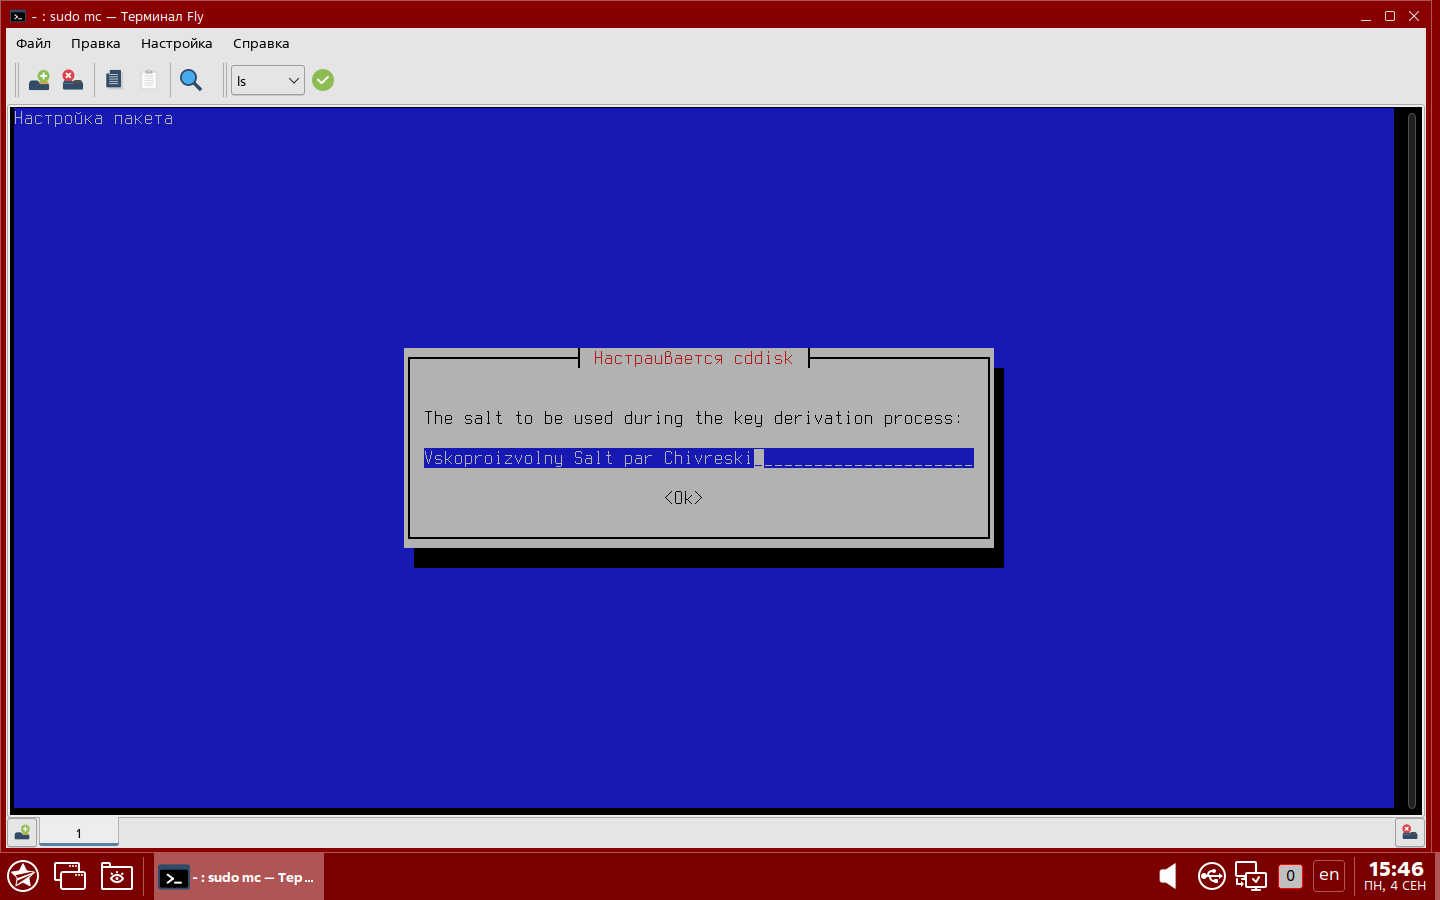 - : sudo mc — Терминал Fly
Файл Правка Настройка Справка
ls
Настройка пакета
Настраивается cddisk
The salt to be used during the key derivation process:
Vskoproizvolny Salt par Chivreski_____________________
<Ok>
1
- : sudo mc — Тер...
0
en
15:46
ПН, 4 СЕН